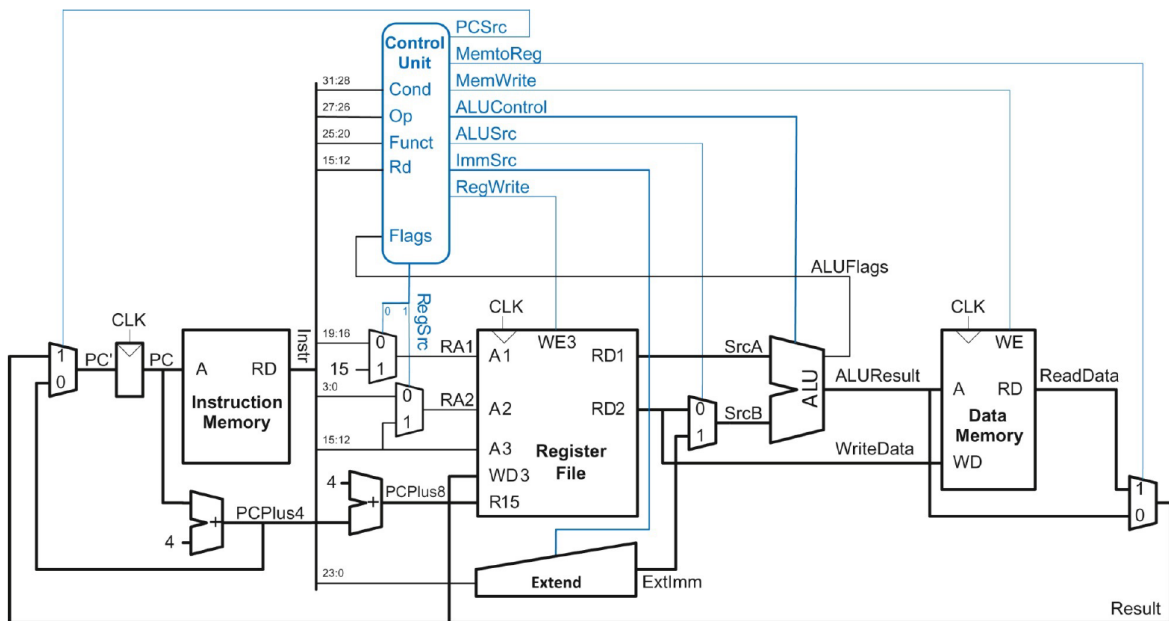 PCSrc
Control
Unit
MemtoReg
MemWrite
ALUControl
ALUSrc
ImmSrc
RegWrite
31:28
Cond
27:26
Op
25:20
Funct
15:12
Rd
Flags
ALUFlags
0 1
RegSrc
CLK
PC'
1
0
PC
A RD
Instruction
Memory
Instr
19:16
0
15
1
RA1
3:0
0
1
RA2
15:12
CLK
WE3
A1
RD1
A2
RD2
A3
WD3
R15
Register
File
SrcA
0
1
SrcB
ALU
ALUResult
WriteData
CLK
WE
A RD
Data
Memory
WD
ReadData
1
0
4
+
PCPlus8
PCPlus4
+
4
23:0
Extend
ExtImm
Result